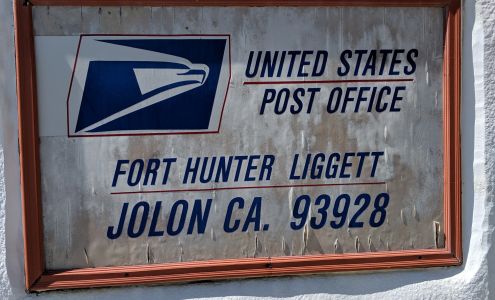 UNITED STATES
POST OFFICE
FORT HUNTER LIGGETT
JOLON CA. 93928